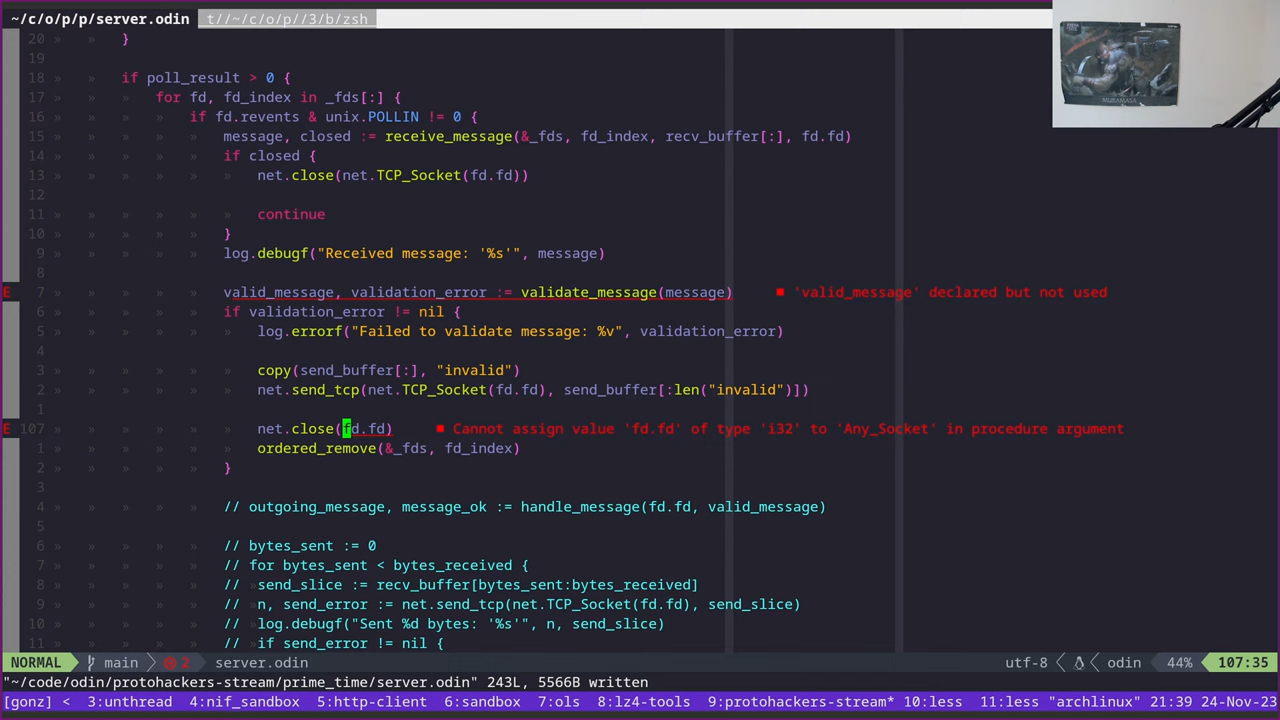 ~/c/o/p/p/server.odin  t//~/c/o/p//3/b/zsh
20 » » }
19
18 » » if poll_result > 0 {
17 » » » for fd, fd_index in _fds[:] {
16 » » » » if fd.revents & unix.POLLIN != 0 {
15 » » » » » message, closed := receive_message(&_fds, fd_index, recv_buffer[:], fd.fd)
14 » » » » » if closed {
13 » » » » » » net.close(net.TCP_Socket(fd.fd))
12
11 » » » » » » continue
10 » » » » » }
9 » » » » » log.debugf("Received message: '%s'", message)
8
E 7 » » » » » valid_message, validation_error := validate_message(message) ■ 'valid_message' declared but not used
6 » » » » » if validation_error != nil {
5 » » » » » » log.errorf("Failed to validate message: %v", validation_error)
4
3 » » » » » » copy(send_buffer[:], "invalid")
2 » » » » » » net.send_tcp(net.TCP_Socket(fd.fd), send_buffer[:len("invalid")])
1
E 107 » » » » » » net.close(fd.fd) ■ Cannot assign value 'fd.fd' of type 'i32' to 'Any_Socket' in procedure argument
1 » » » » » » ordered_remove(&_fds, fd_index)
2 » » » » » }
3
4 » » » » » // outgoing_message, message_ok := handle_message(fd.fd, valid_message)
5
6 » » » » » // bytes_sent := 0
7 » » » » » // for bytes_sent < bytes_received {
8 » » » » » // »send_slice := recv_buffer[bytes_sent:bytes_received]
9 » » » » » // »n, send_error := net.send_tcp(net.TCP_Socket(fd.fd), send_slice)
10 » » » » » // »log.debugf("Sent %d bytes: '%s'", n, send_slice)
11 » » » » » // »if send_error != nil {
NORMAL main 2 server.odin utf-8 odin 44% 107:35
"~/code/odin/protohackers-stream/prime_time/server.odin" 243L, 5566B written
[gonz] < 3:unthread 4:nif_sandbox 5:http-client 6:sandbox 7:ols 8:lz4-tools 9:protohackers-stream* 10:less 11:less "archlinux" 21:39 24-Nov-23
MURAMASA